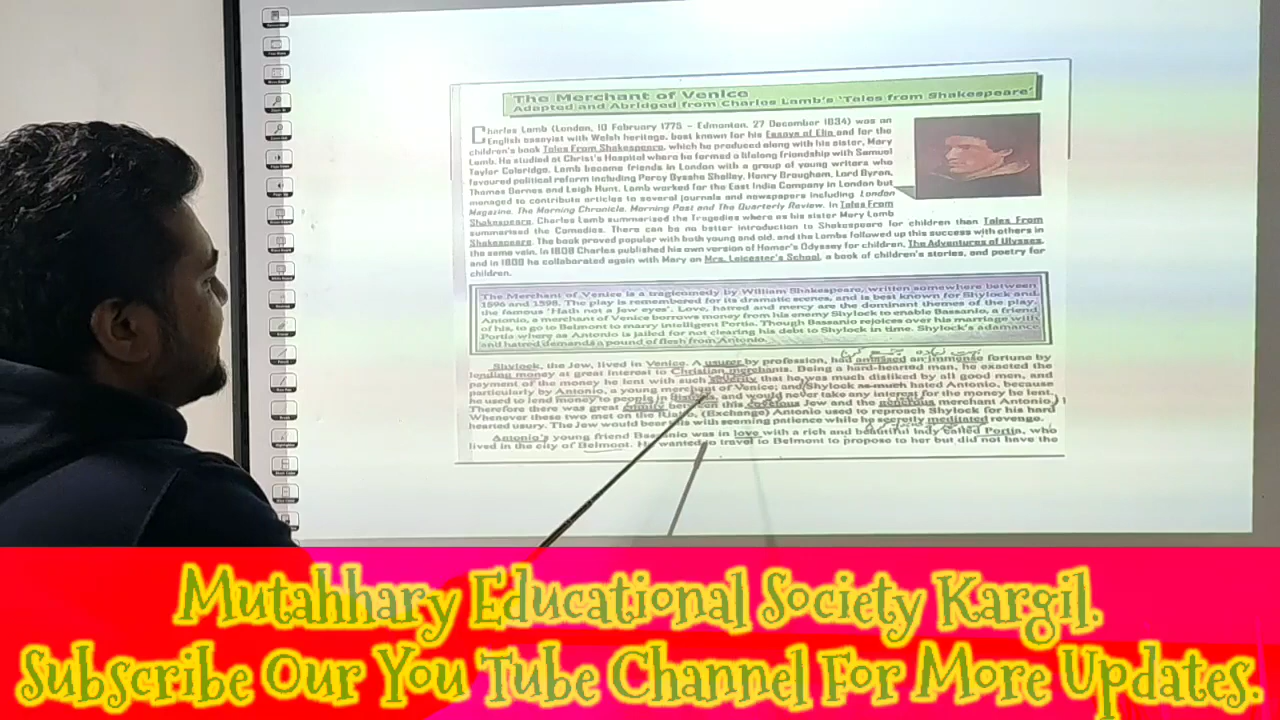 The Merchant of Venice
Adapted and Abridged from Charles Lamb's 'Tales from Shakespeare'
Charles Lamb (London, 10 February 1775 – Edmonton, 27 December 1834) was an
English essayist with Welsh heritage, best known for his Essays of Elia and for the
children's book Tales From Shakespeare, which he produced along with his sister, Mary
Lamb. He studied at Christ's Hospital where he formed a lifelong friendship with Samuel
Taylor Coleridge. Lamb became friends in London with a group of young writers who
favoured political reform including Percy Bysshe Shelley, Henry Brougham, Lord Byron,
Thomas Barnes and Leigh Hunt. Lamb worked for the East India Company in London but
managed to contribute articles to several journals and newspapers including London
Magazine, The Morning Chronicle, Morning Post and The Quarterly Review. In Tales From
Shakespeare, Charles Lamb summarised the Tragedies where as his sister Mary Lamb
summarised the Comedies. There can be no better introduction to Shakespeare for children than Tales From
Shakespeare. The book proved popular with both young and old, and the Lambs followed up this success with others in
the same vein. In 1808 Charles published his own version of Homer's Odyssey for children, The Adventures of Ulysses,
and in 1809 he collaborated again with Mary on Mrs. Leicester's School, a book of children's stories, and poetry for
children.
The Merchant of Venice is a tragicomedy by William Shakespeare, written somewhere between
1596 and 1598. The play is remembered for its dramatic scenes, and is best known for Shylock and
the famous 'Hath not a Jew eyes'. Love, hatred and mercy are the dominant themes of the play.
Antonio, a merchant of Venice borrows money from his enemy Shylock to enable Bassanio, a friend
of his, to go to Belmont to marry intelligent Portia. Though Bassanio rejoices over his marriage with
Portia where as Antonio is jailed for not clearing his debt to Shylock in time. Shylock's adamance
and hatred demands a pound of flesh from Antonio.
Shylock, the Jew, lived in Venice. A usurer by profession, had amassed an immense fortune by
lending money at great interest to Christian merchants. Being a hard-hearted man, he exacted the
payment of the money he lent with such severity that he was much disliked by all good men, and
particularly by Antonio, a young merchant of Venice; and Shylock as much hated Antonio, because
he used to lend money to people in distress, and would never take any interest for the money he lent.
Therefore there was great enmity between this covetous Jew and the generous merchant Antonio.
Whenever these two met on the Rialto, (Exchange) Antonio used to reproach Shylock for his hard
hearted usury. The Jew would bear this with seeming patience while he secretly meditated revenge.
Antonio's young friend Bassanio was in love with a rich and beautiful lady called Portia, who
lived in the city of Belmont. He wanted to travel to Belmont to propose to her but did not have the
Mutahhary Educational Society Kargil.
Subscribe Our You Tube Channel For More Updates.